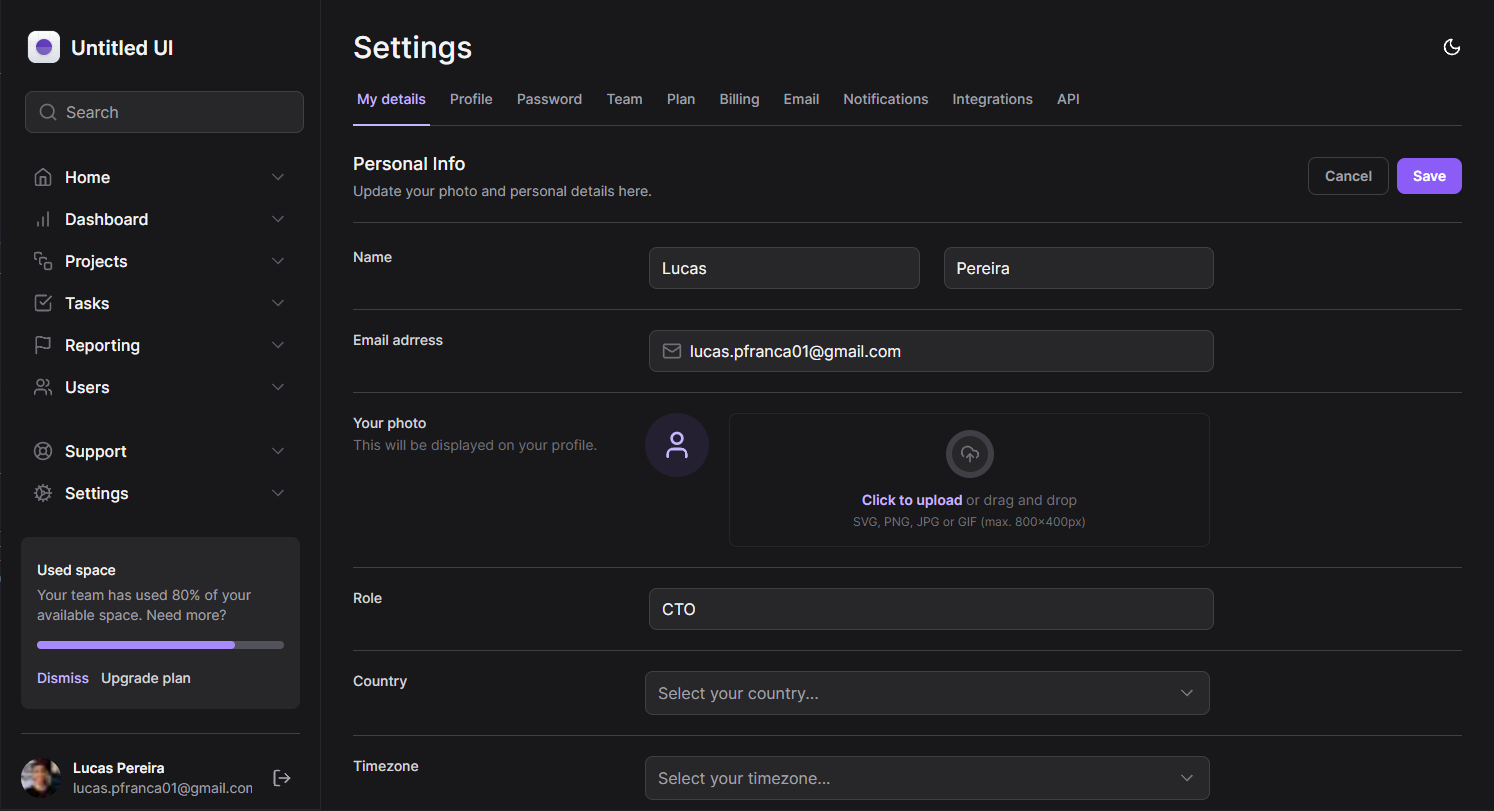 Untitled UI
Search
Home
Dashboard
Projects
Tasks
Reporting
Users
Support
Settings
Used space
Your team has used 80% of your
available space. Need more?
Dismiss Upgrade plan
Lucas Pereira
lucas.pfranca01@gmail.con
Settings
My details Profile Password Team Plan Billing Email Notifications Integrations API
Personal Info
Update your photo and personal details here.
Cancel Save
Name
Lucas Pereira
Email adrress
lucas.pfranca01@gmail.com
Your photo
This will be displayed on your profile.
Click to upload or drag and drop
SVG, PNG, JPG or GIF (max. 800×400px)
Role
CTO
Country
Select your country...
Timezone
Select your timezone...